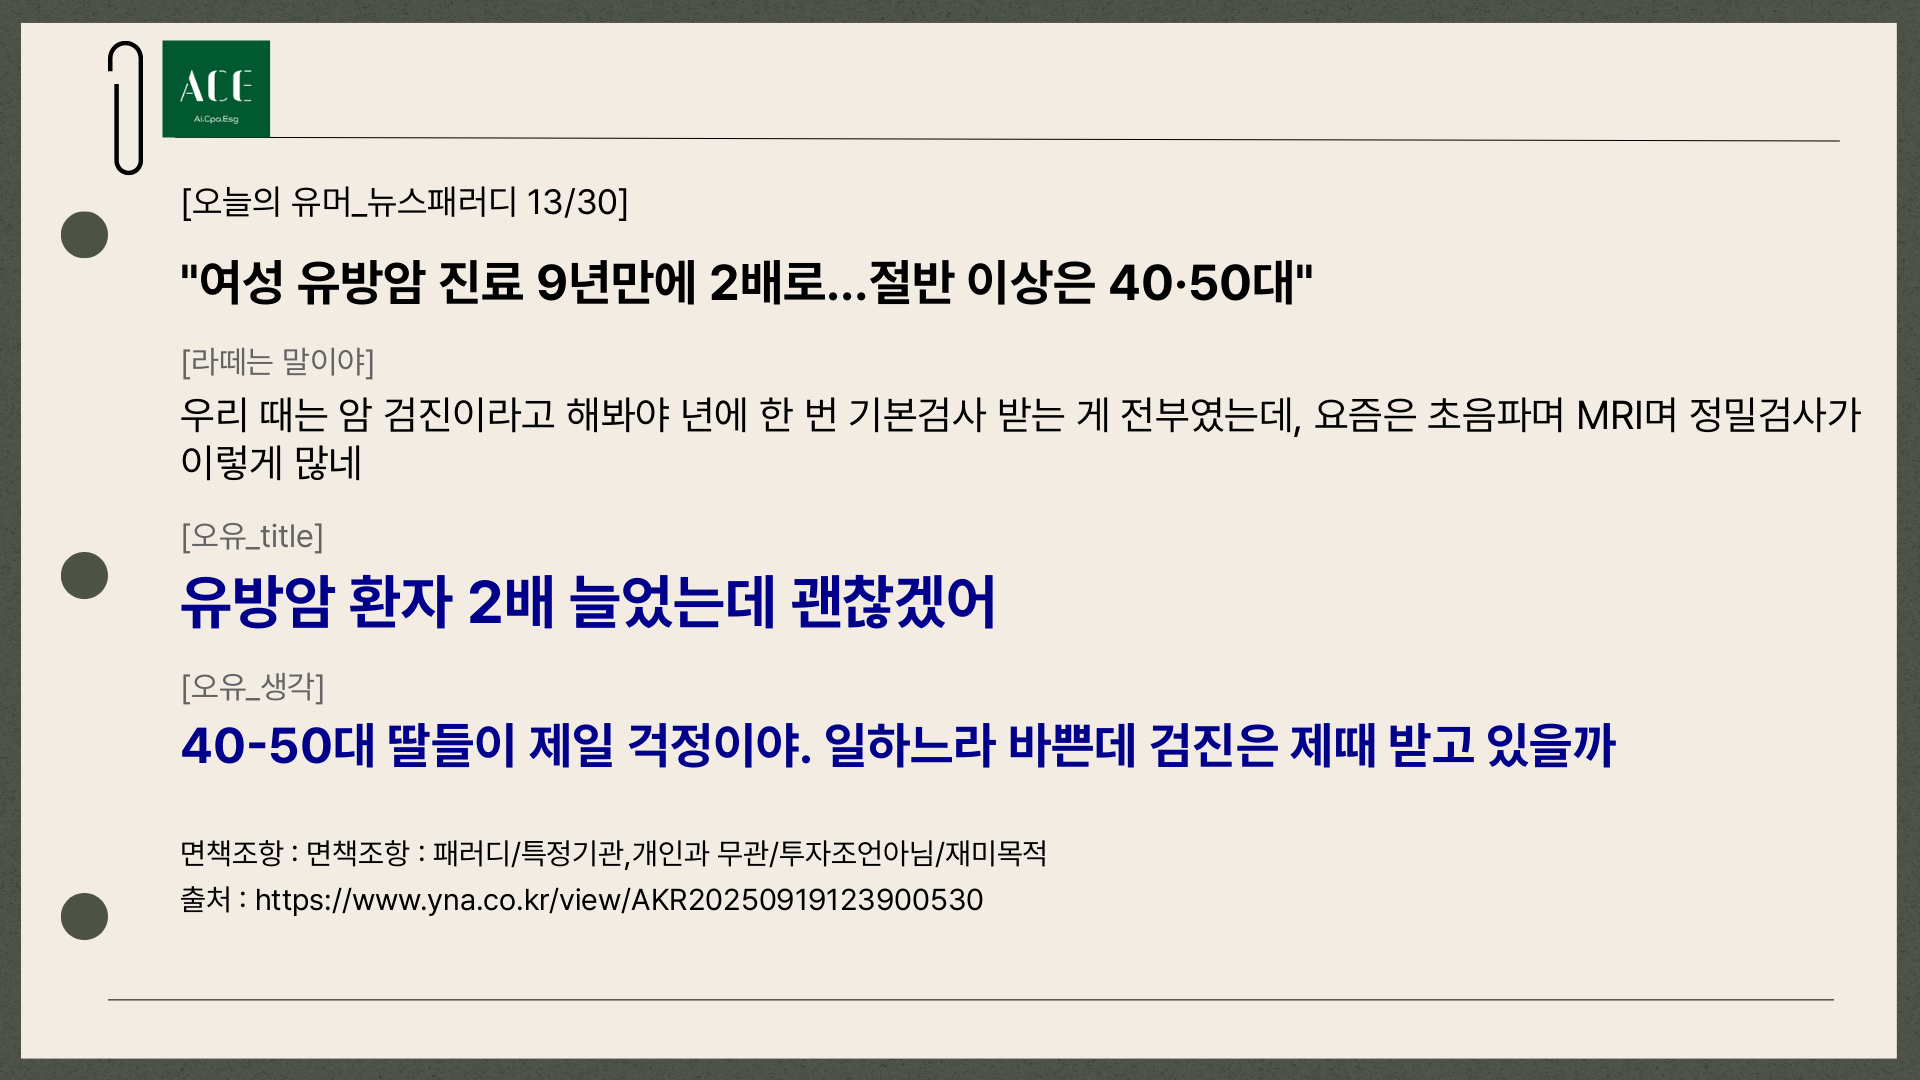 ACE
Ai.Cpa.Esg
[오늘의 유머_뉴스패러디 13/30]
"여성 유방암 진료 9년만에 2배로...절반 이상은 40·50대"
[라떼는 말이야]
우리 때는 암 검진이라고 해봐야 년에 한 번 기본검사 받는 게 전부였는데, 요즘은 초음파며 MRI며 정밀검사가
이렇게 많네
[오유_title]
유방암 환자 2배 늘었는데 괜찮겠어
[오유_생각]
40-50대 딸들이 제일 걱정이야. 일하느라 바쁜데 검진은 제때 받고 있을까
면책조항 : 면책조항 : 패러디/특정기관,개인과 무관/투자조언아님/재미목적
출처 : https://www.yna.co.kr/view/AKR20250919123900530